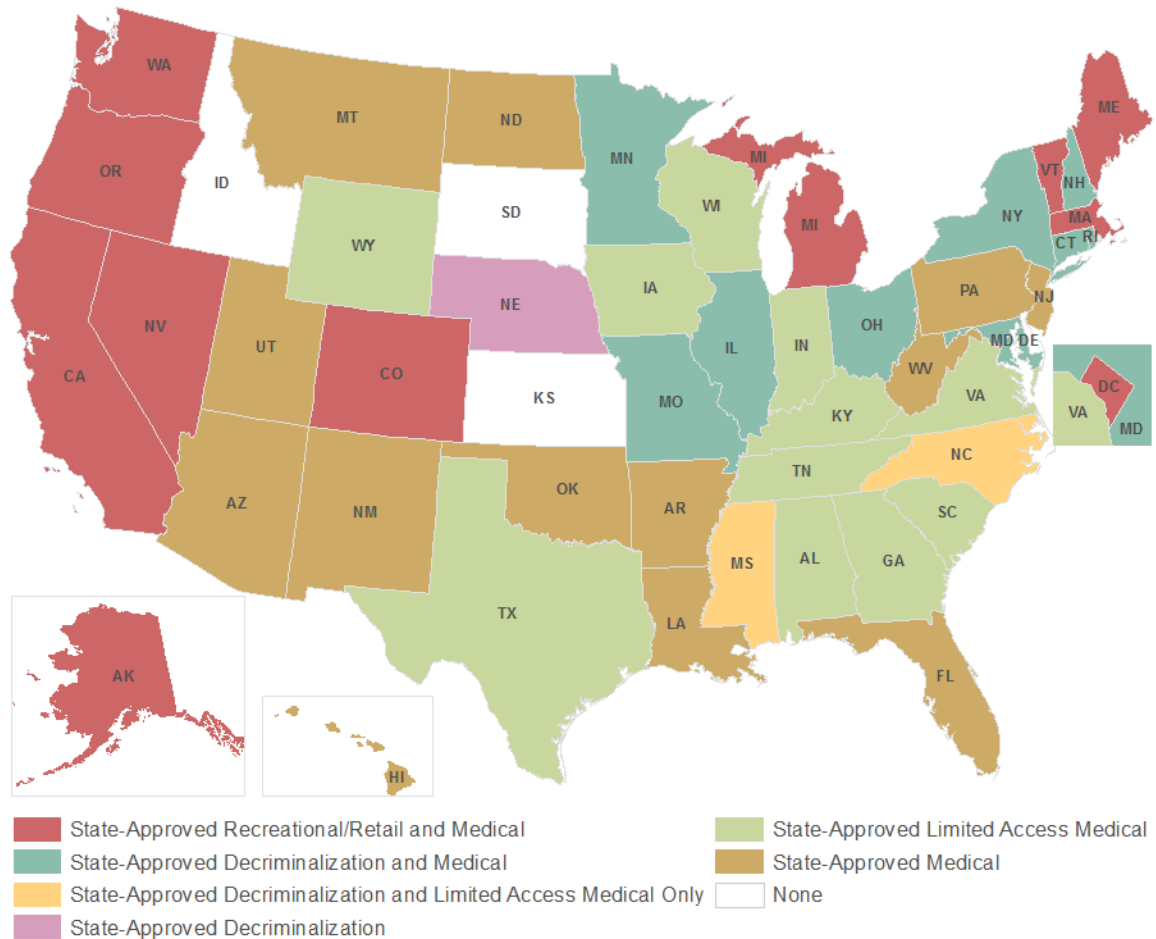 WA
ME
MT
ND
MN
MI
VT
NH
OR
ID
SD
WI
MI
NY
MA
WY
CT
RI
IA
PA
NE
NJ
NV
OH
UT
IL
IN
MD
DE
CA
CO
WV
KS
MO
VA
DC
KY
VA
MD
NC
TN
OK
AZ
AR
NM
SC
MS
AL
GA
TX
LA
AK
FL
HI
State-Approved Recreational/Retail and Medical
State-Approved Decriminalization and Medical
State-Approved Decriminalization and Limited Access Medical Only
State-Approved Decriminalization
State-Approved Limited Access Medical
State-Approved Medical
None